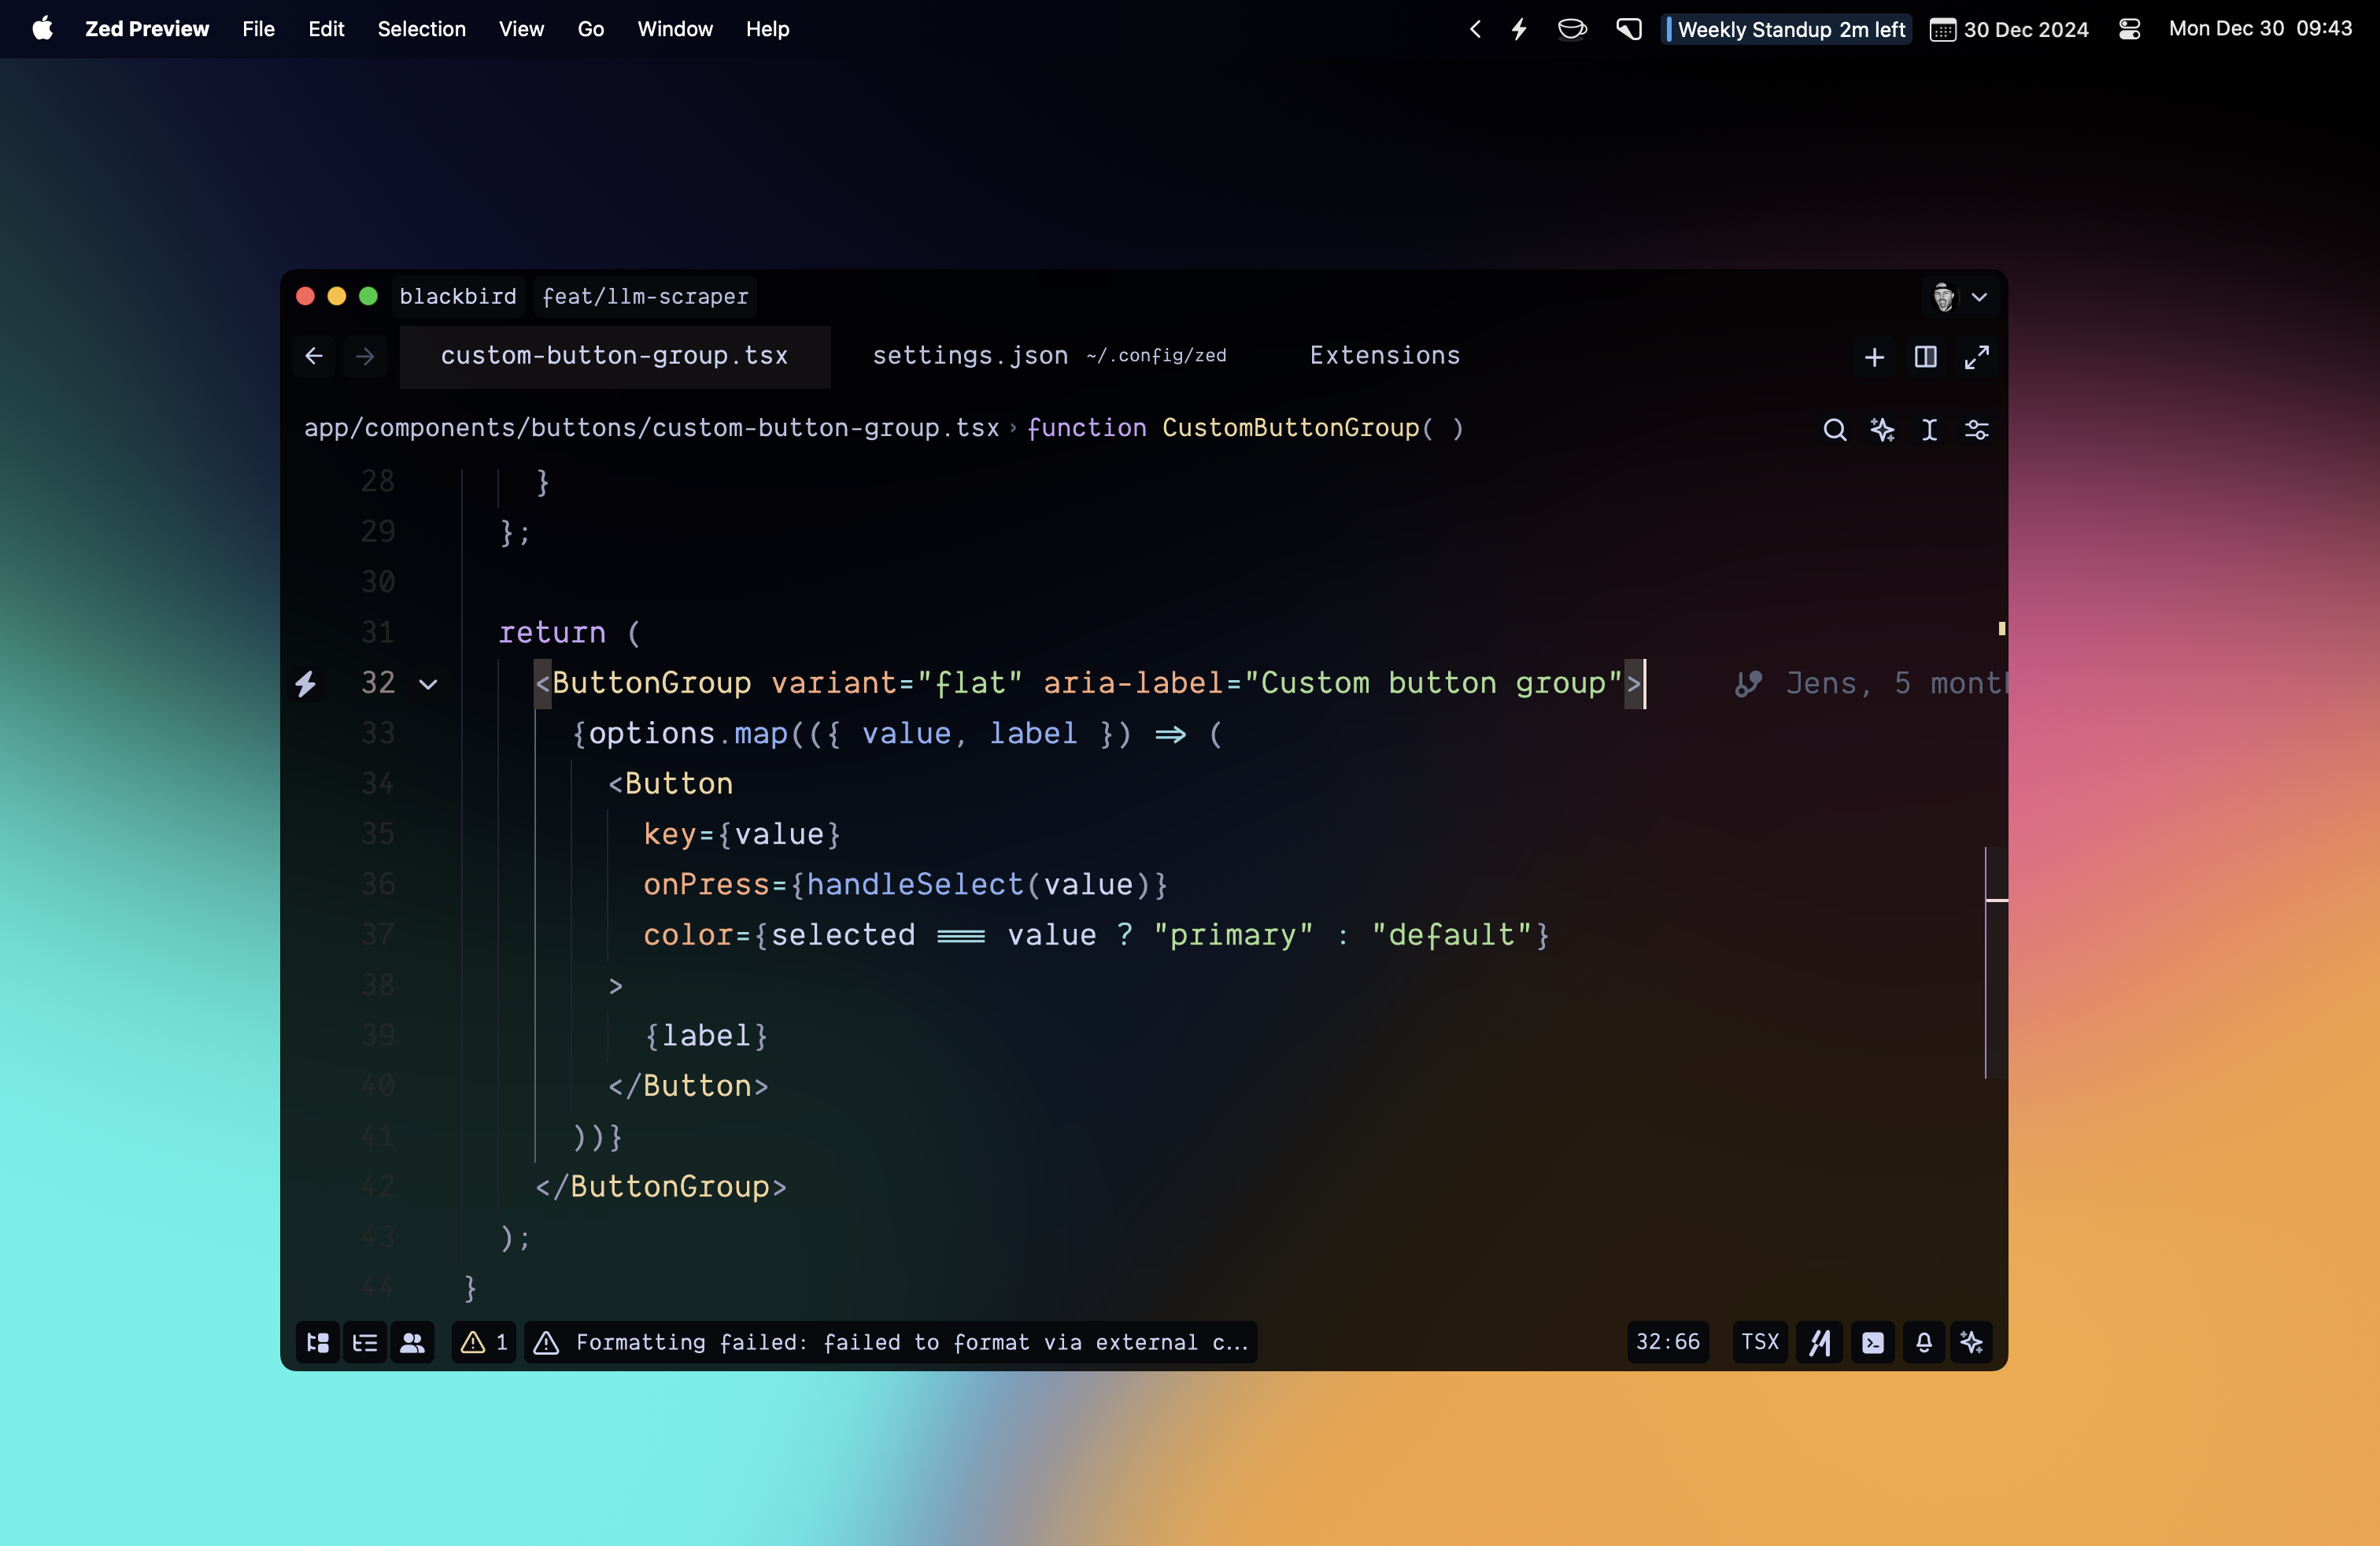 Zed Preview File Edit Selection View Go Window Help Weekly Standup 2m left 30 Dec 2024 Mon Dec 30 09:43
blackbird feat/llm-scraper
custom-button-group.tsx settings.json ~/.config/zed Extensions
app/components/buttons/custom-button-group.tsx › function CustomButtonGroup( )
28 }
29 };
30
31 return (
32 <ButtonGroup variant="flat" aria-label="Custom button group"> Jens, 5 mont
33 {options.map(({ value, label }) => (
34 <Button
35 key={value}
36 onPress={handleSelect(value)}
37 color={selected === value ? "primary" : "default"}
38 >
39 {label}
40 </Button>
41 ))}
42 </ButtonGroup>
43 );
44 }
1 Formatting failed: failed to format via external c... 32:66 TSX